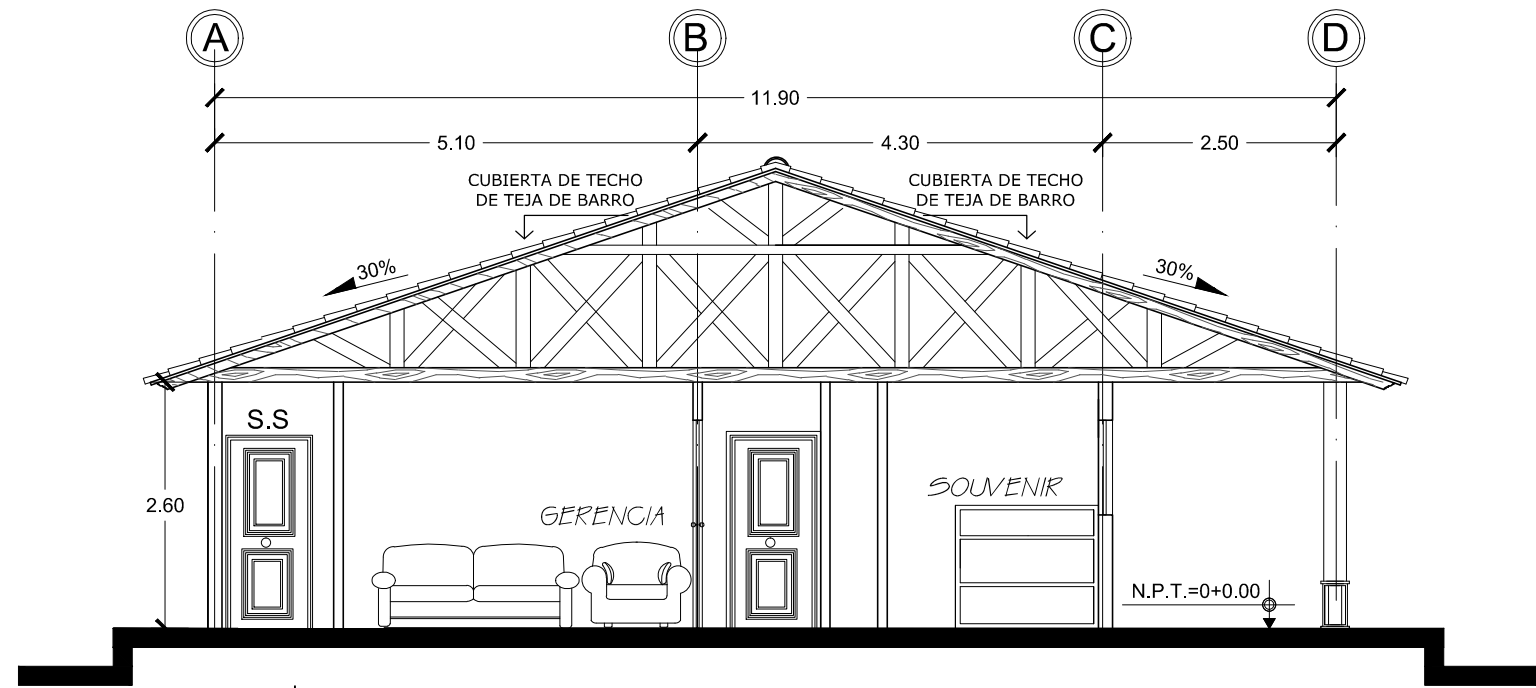 A B C D
11.90
5.10 4.30 2.50
CUBIERTA DE TECHO
DE TEJA DE BARRO
CUBIERTA DE TECHO
DE TEJA DE BARRO
30%
30%
S.S
2.60
GERENCIA
SOUVENIR
N.P.T.=0+0.00